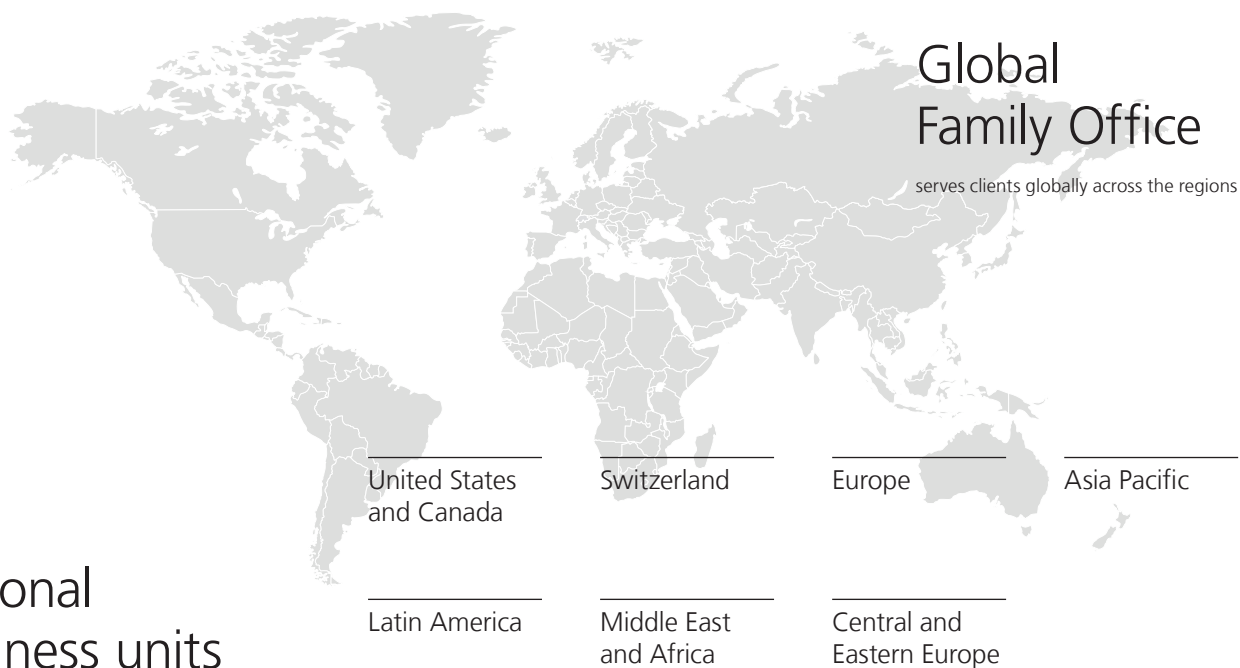 Global
Family Office
serves clients globally across the regions
United States
and Canada
Switzerland
Europe
Asia Pacific
onal
ness units
Latin America
Middle East
and Africa
Central and
Eastern Europe